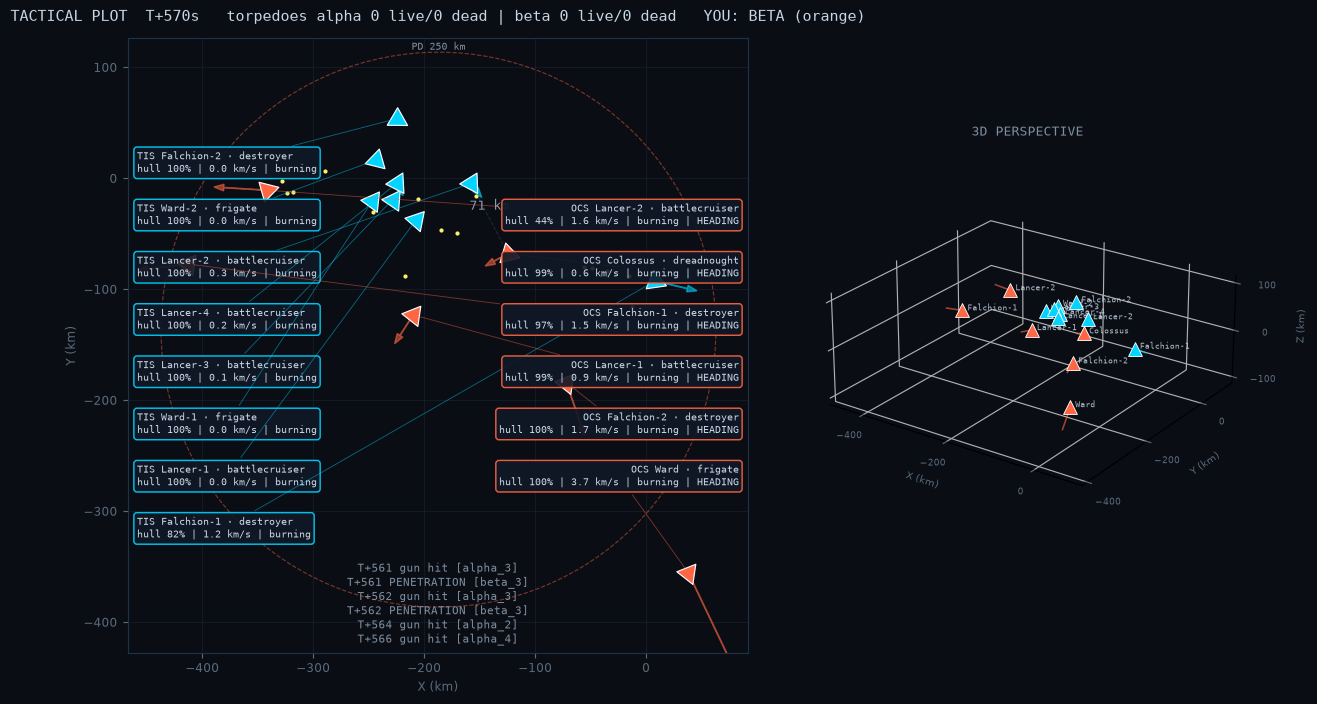 TACTICAL PLOT  T+570s   torpedoes alpha 0 live/0 dead | beta 0 live/0 dead   YOU: BETA (orange)
PD 250 km
71 k
TIS Falchion-2 · destroyer
hull 100% | 0.0 km/s | burning
TIS Ward-2 · frigate
hull 100% | 0.0 km/s | burning
TIS Lancer-2 · battlecruiser
hull 100% | 0.3 km/s | burning
TIS Lancer-4 · battlecruiser
hull 100% | 0.2 km/s | burning
TIS Lancer-3 · battlecruiser
hull 100% | 0.1 km/s | burning
TIS Ward-1 · frigate
hull 100% | 0.0 km/s | burning
TIS Lancer-1 · battlecruiser
hull 100% | 0.0 km/s | burning
TIS Falchion-1 · destroyer
hull 82% | 1.2 km/s | burning
OCS Lancer-2 · battlecruiser
hull 44% | 1.6 km/s | burning | HEADING
OCS Colossus · dreadnought
hull 99% | 0.6 km/s | burning | HEADING
OCS Falchion-1 · destroyer
hull 97% | 1.5 km/s | burning | HEADING
OCS Lancer-1 · battlecruiser
hull 99% | 0.9 km/s | burning | HEADING
OCS Falchion-2 · destroyer
hull 100% | 1.7 km/s | burning | HEADING
OCS Ward · frigate
hull 100% | 3.7 km/s | burning | HEADING
T+561 gun hit [alpha_3]
T+561 PENETRATION [beta_3]
T+562 gun hit [alpha_3]
T+562 PENETRATION [beta_3]
T+564 gun hit [alpha_2]
T+566 gun hit [alpha_4]
100
0
−100
−200
−300
−400
Y (km)
−400
−300
−200
−100
0
X (km)
3D PERSPECTIVE
Lancer-2
Falchion-1
Falchion-2
Lancer-2
Lancer-1
Colossus
Falchion-1
Falchion-2
Ward
−400
−200
0
X (km)
−400
−200
0
Y (km)
100
0
−100
Z (km)